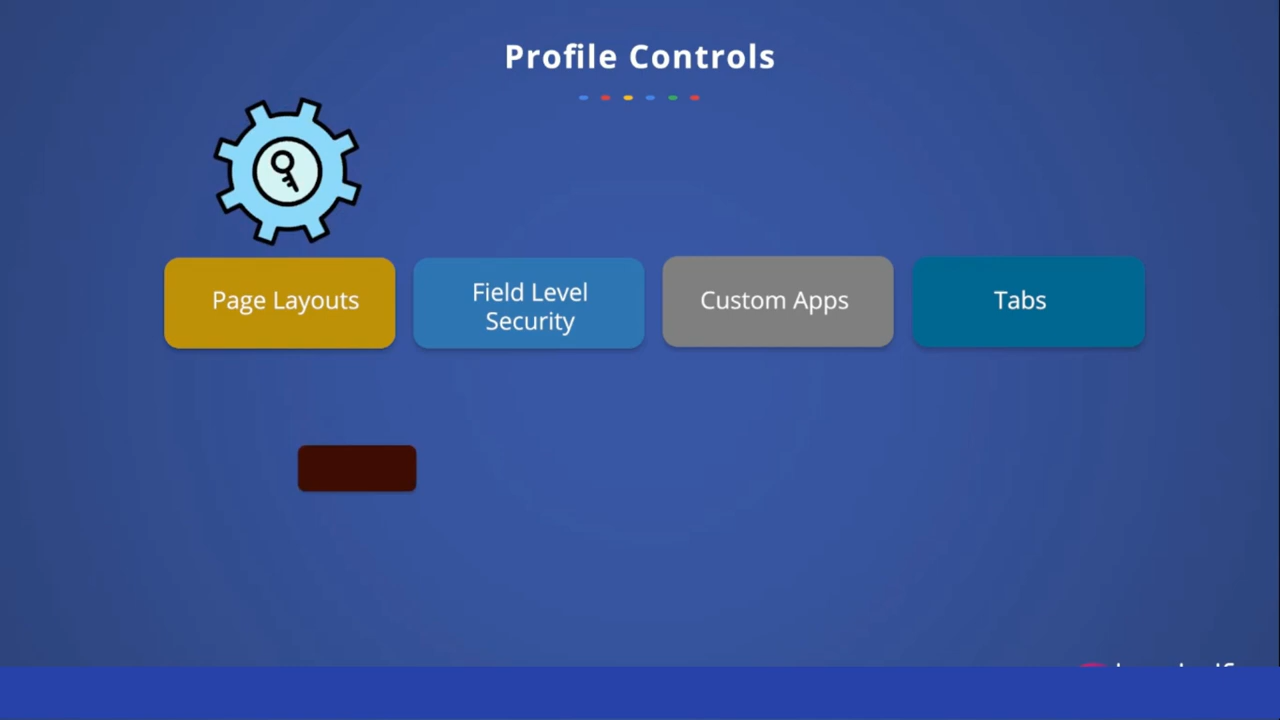 Profile Controls
Page Layouts
Field Level
Security
Custom Apps
Tabs